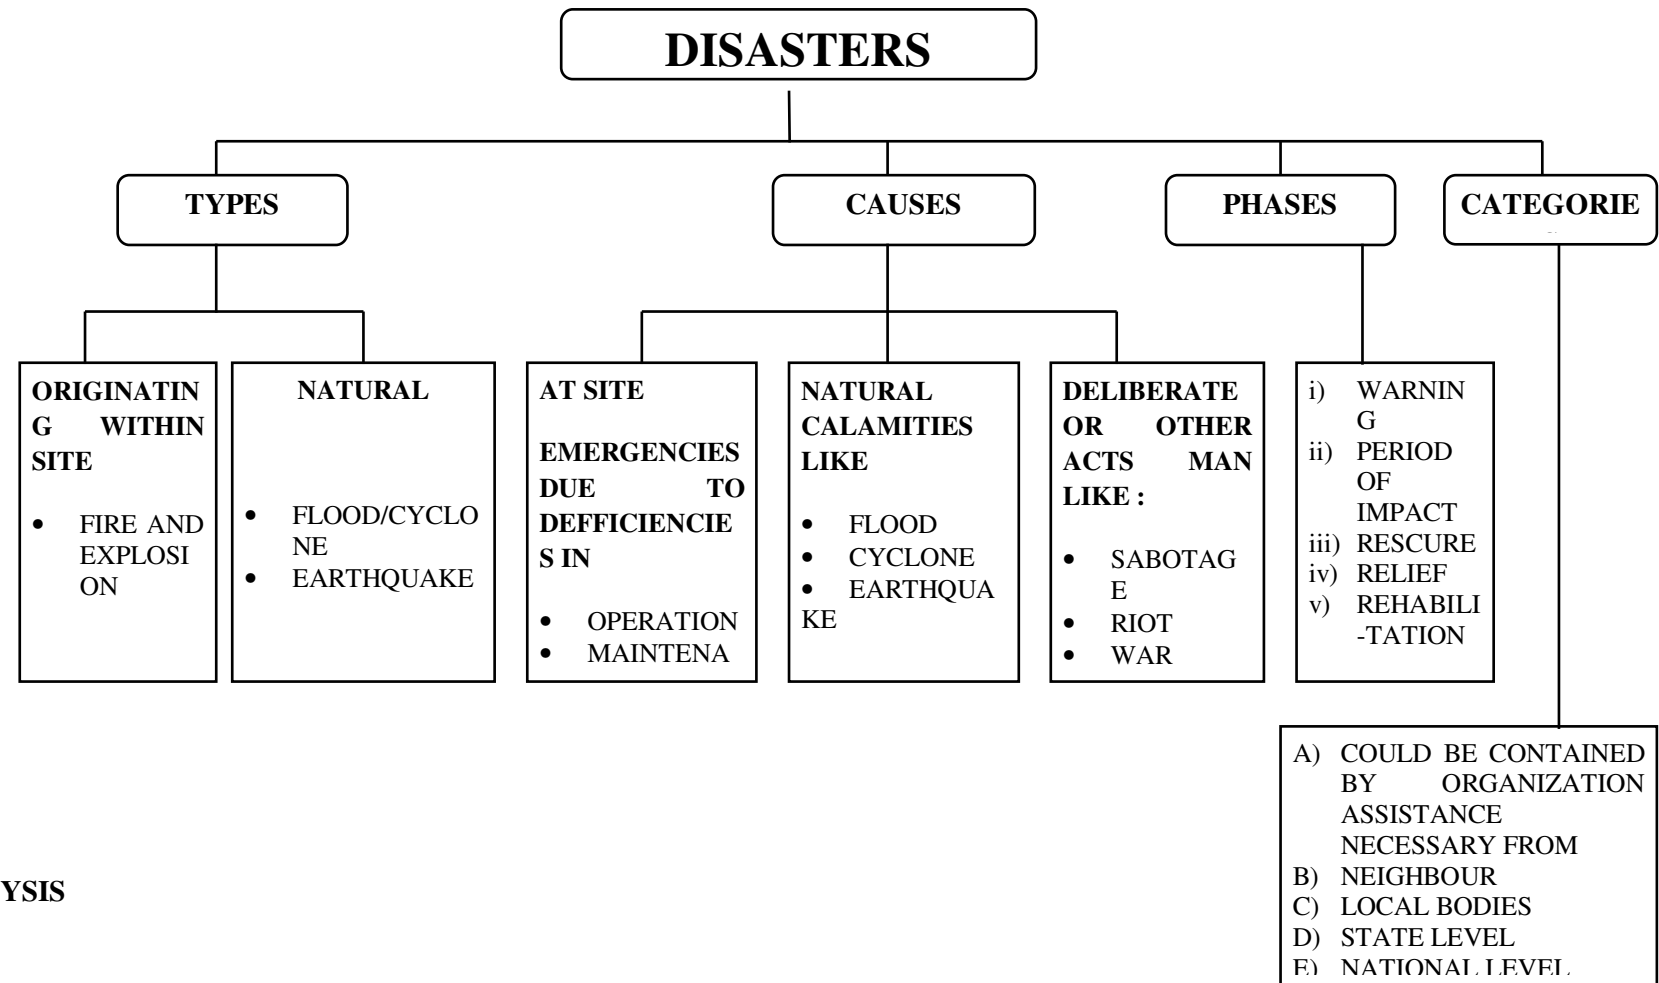 DISASTERS
TYPES
CAUSES
PHASES
CATEGORIE
ORIGINATIN
G WITHIN
SITE
• FIRE AND
EXPLOSI
ON
NATURAL
• FLOOD/CYCLO
NE
• EARTHQUAKE
AT SITE
EMERGENCIES
DUE TO
DEFFICIENCIE
S IN
• OPERATION
• MAINTENA
NATURAL
CALAMITIES
LIKE
• FLOOD
• CYCLONE
• EARTHQUA
KE
DELIBERATE
OR OTHER
ACTS MAN
LIKE :
• SABOTAG
E
• RIOT
• WAR
i) WARNIN
G
ii) PERIOD
OF
IMPACT
iii) RESCURE
iv) RELIEF
v) REHABILI
-TATION
A) COULD BE CONTAINED
BY ORGANIZATION
ASSISTANCE
NECESSARY FROM
B) NEIGHBOUR
C) LOCAL BODIES
D) STATE LEVEL
E) NATIONAL LEVEL
YSIS